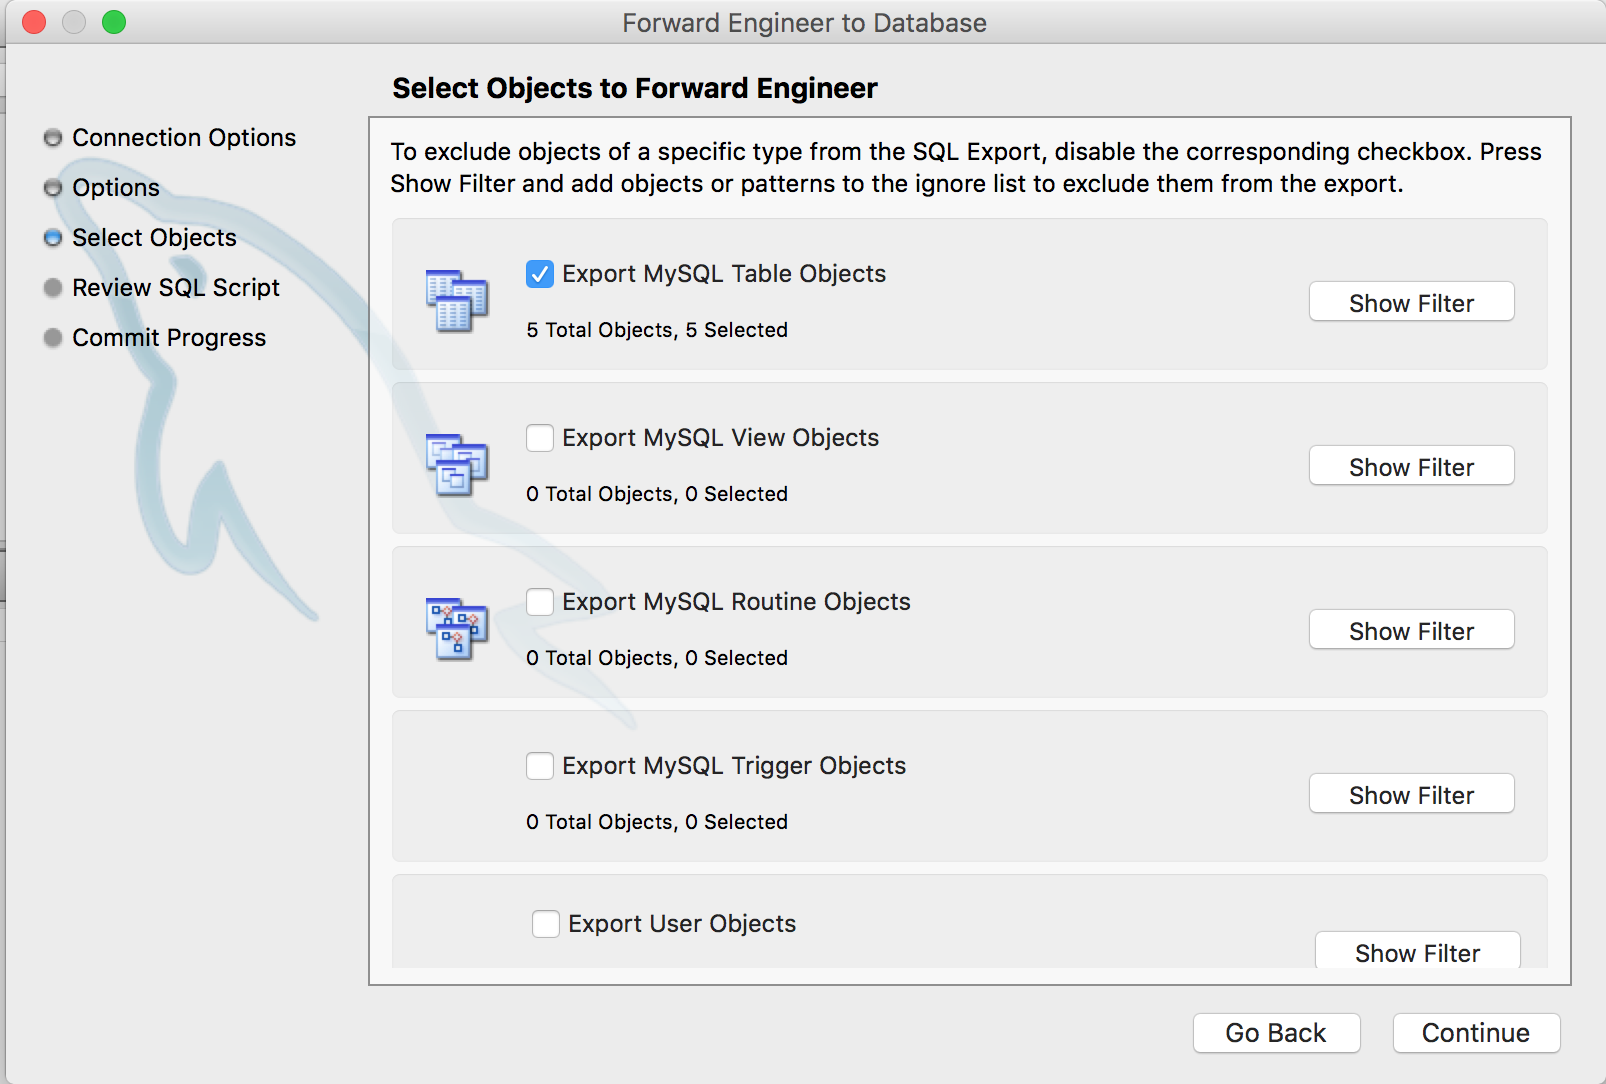 Forward Engineer to Database
Select Objects to Forward Engineer
Connection Options
Options
Select Objects
Review SQL Script
Commit Progress
To exclude objects of a specific type from the SQL Export, disable the corresponding checkbox. Press
Show Filter and add objects or patterns to the ignore list to exclude them from the export.
Export MySQL Table Objects
5 Total Objects, 5 Selected
Show Filter
Export MySQL View Objects
0 Total Objects, 0 Selected
Show Filter
Export MySQL Routine Objects
0 Total Objects, 0 Selected
Show Filter
Export MySQL Trigger Objects
0 Total Objects, 0 Selected
Show Filter
Export User Objects
Show Filter
Go Back
Continue